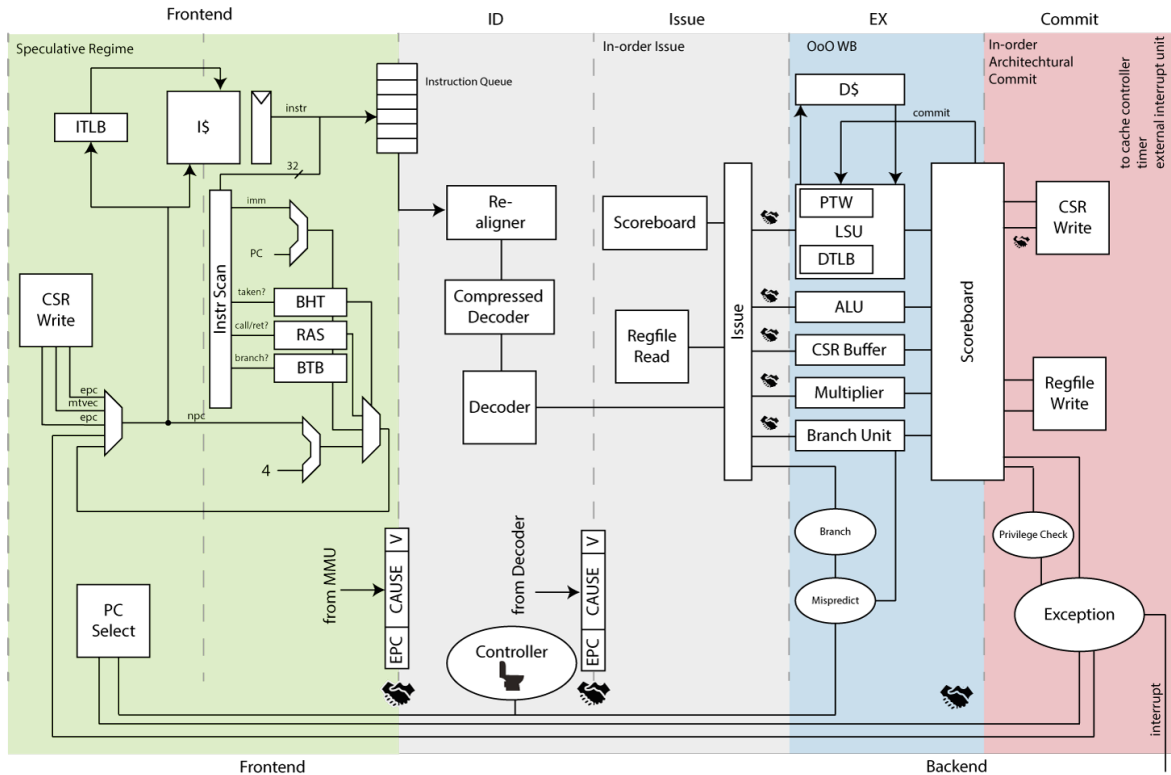 Frontend
ID
Issue
EX
Commit
Speculative Regime
In-order Issue
OoO WB
In-order
Architechtural
Commit
to cache controller
timer
external interrupt unit
Instruction Queue
D$
ITLB
I$
instr
commit
32
Re-
aligner
Scoreboard
PTW
LSU
DTLB
CSR
Write
imm
PC
Instr Scan
taken?
BHT
call/ret?
RAS
branch?
BTB
CSR
Write
Compressed
Decoder
Regfile
Read
Issue
ALU
CSR Buffer
Multiplier
Branch Unit
Scoreboard
Regfile
Write
epc
mtvec
epc
npc
4
Decoder
from MMU
V
CAUSE
EPC
from Decoder
V
CAUSE
EPC
Branch
Mispredict
Privilege Check
Exception
PC
Select
Controller
interrupt
Frontend
Backend